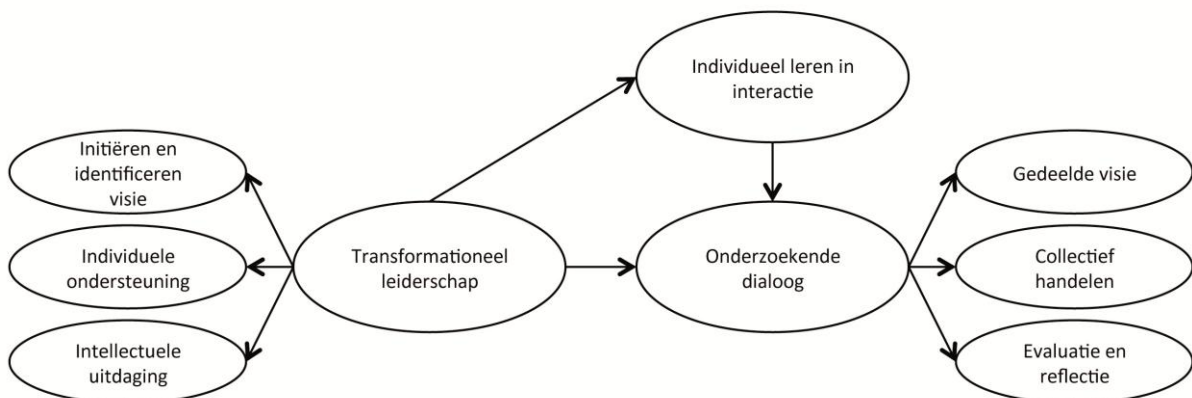 Individueel leren in
interactie
Initiëren en
identificeren
visie
Gedeelde visie
Individuele
ondersteuning
Transformationeel
leiderschap
Onderzoekende
dialoog
Collectief
handelen
Intellectuele
uitdaging
Evaluatie en
reflectie